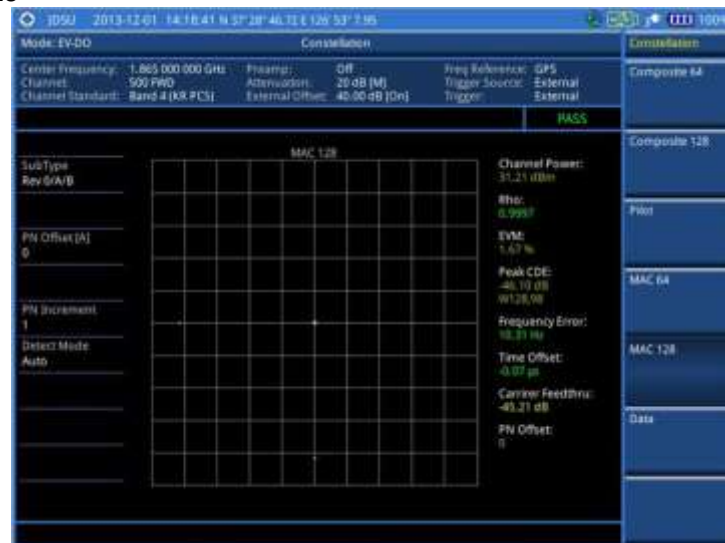 JDSU 2013-12-01 14:18:41 N 37° 28' 46.72 E 126° 53' 7.95 100%
Mode: EV-DO Constellation Constellation
Center Frequency: 1.865 000 000 GHz Preamp: Off Freq Reference: GPS
Channel: 500 FWD Attenuation: 20 dB [M] Trigger Source: External
Channel Standard: Band 4 (KR PCS) External Offset: 40.00 dB [On] Trigger: External
PASS
MAC 128
SubType
Rev 0/A/B
PN Offset [A]
0
PN Increment
1
Detect Mode
Auto
Channel Power:
31.21 dBm
Rho:
0.9997
EVM:
1.67 %
Peak CDE:
-46.10 dB
W128,98
Frequency Error:
10.31 Hz
Time Offset:
-0.07 µs
Carrier Feedthru:
-45.21 dB
PN Offset:
0
Composite 64
Composite 128
Pilot
MAC 64
MAC 128
Data